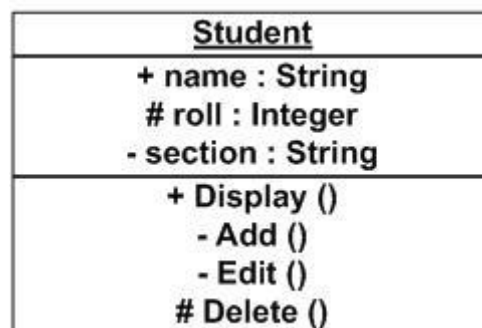 Student
+ name : String
# roll : Integer
- section : String
+ Display ()
- Add ()
- Edit ()
# Delete ()